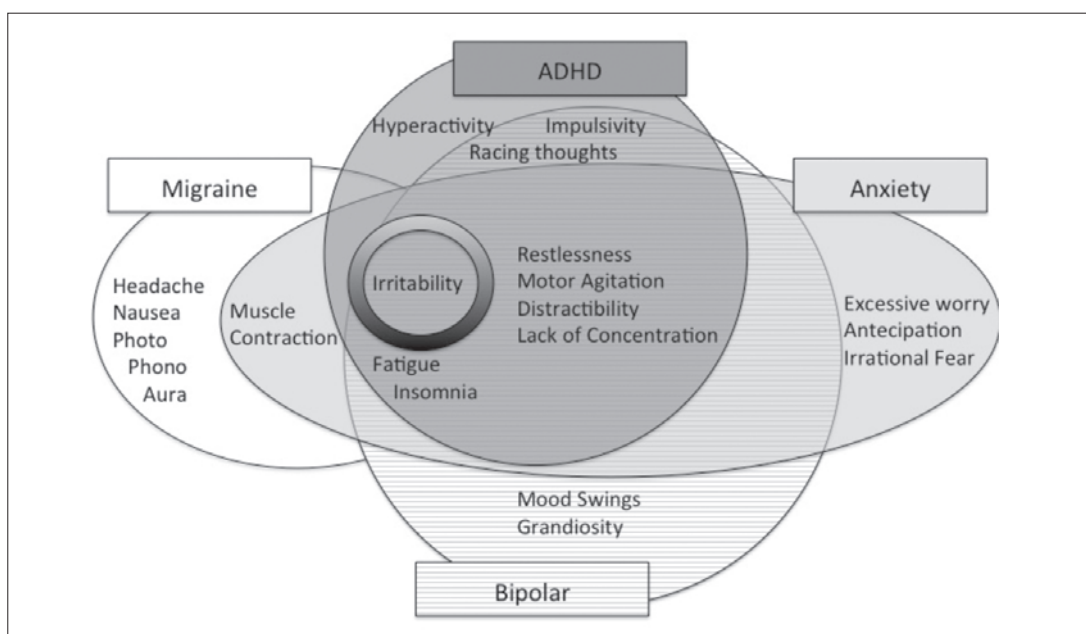 ADHD
Hyperactivity Impulsivity
Racing thoughts
Migraine
Anxiety
Headache
Nausea
Photo
Phono
Aura
Muscle
Contraction
Irritability
Fatigue
Insomnia
Restlessness
Motor Agitation
Distractibility
Lack of Concentration
Excessive worry
Antecipation
Irrational Fear
Mood Swings
Grandiosity
Bipolar